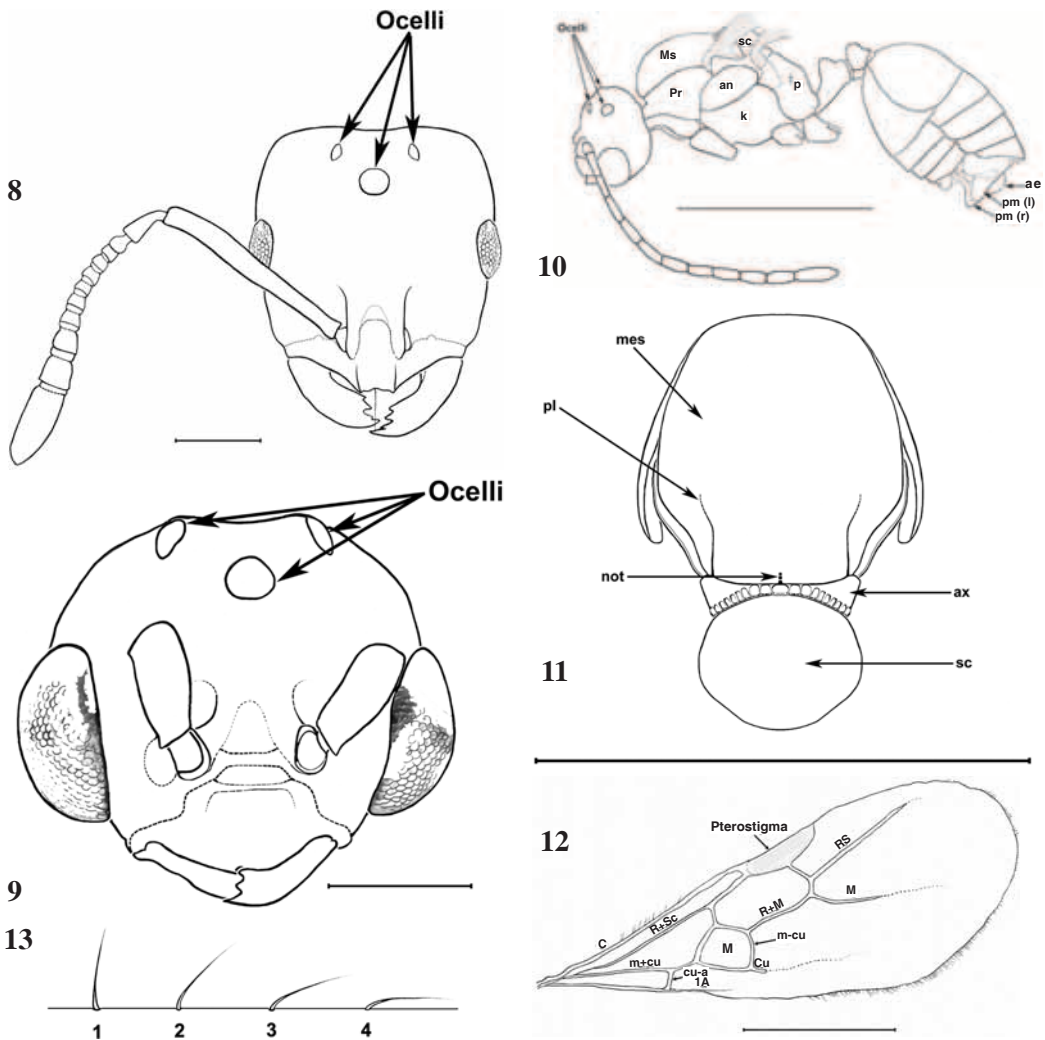 Ocelli
8
Ocelli
9
Ocelli
Ms
sc
Pr
an
p
k
ae
pm (l)
pm (r)
10
mes
pl
not
ax
sc
11
12
Pterostigma
RS
M
R+M
R+Sc
C
m-cu
M
m+cu
Cu
cu-a
1A
13
1 2 3 4